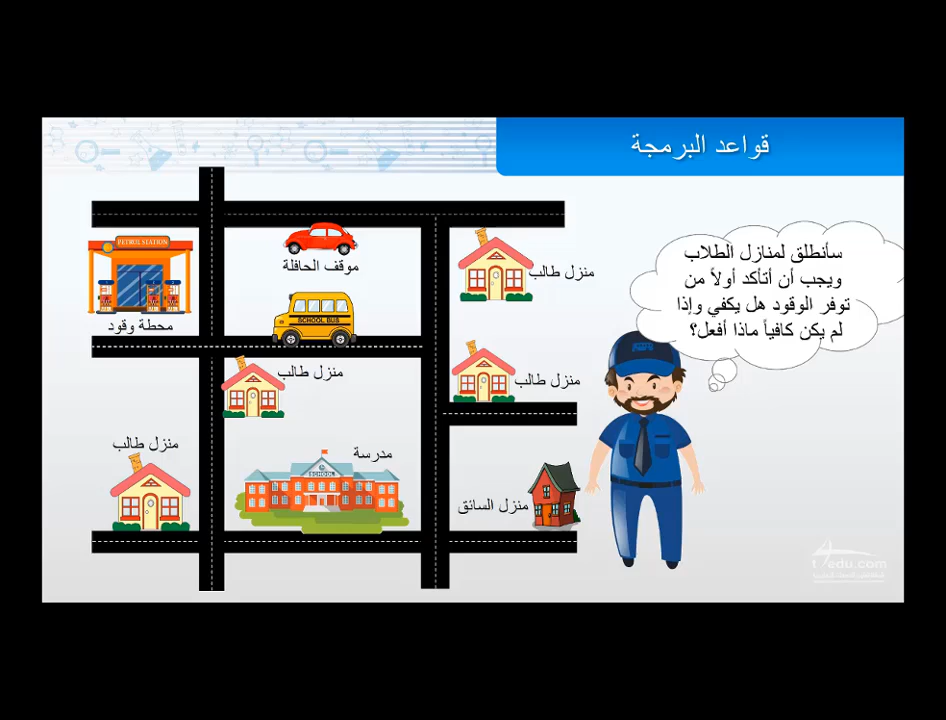 قواعد البرمجة
سأنطلق لمنازل الطلاب
ويجب أن أتأكد أولاً من
توفر الوقود هل يكفي وإذا
لم يكن كافياً ماذا أفعل؟
PETROL STATION
محطة وقود
موقف الحافلة
SCHOOL BUS
منزل طالب
منزل طالب
منزل طالب
منزل طالب
مدرسة
SCHOOL
منزل السائق
t4edu.com